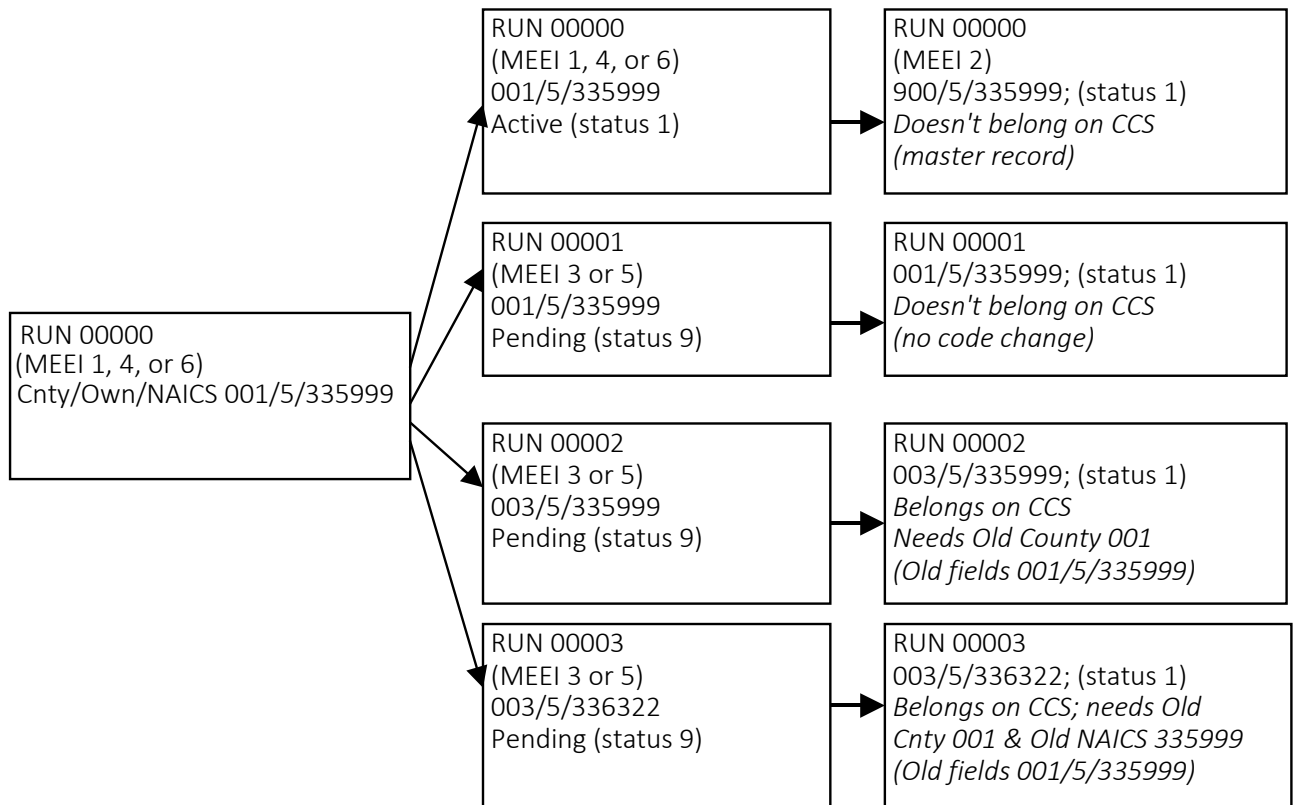 RUN 00000
(MEEI 1, 4, or 6)
Cnty/Own/NAICS 001/5/335999
RUN 00000
(MEEI 1, 4, or 6)
001/5/335999
Active (status 1)
RUN 00000
(MEEI 2)
900/5/335999; (status 1)
Doesn't belong on CCS
(master record)
RUN 00001
(MEEI 3 or 5)
001/5/335999
Pending (status 9)
RUN 00001
001/5/335999; (status 1)
Doesn't belong on CCS
(no code change)
RUN 00002
(MEEI 3 or 5)
003/5/335999
Pending (status 9)
RUN 00002
003/5/335999; (status 1)
Belongs on CCS
Needs Old County 001
(Old fields 001/5/335999)
RUN 00003
(MEEI 3 or 5)
003/5/336322
Pending (status 9)
RUN 00003
003/5/336322; (status 1)
Belongs on CCS; needs Old
Cnty 001 & Old NAICS 335999
(Old fields 001/5/335999)